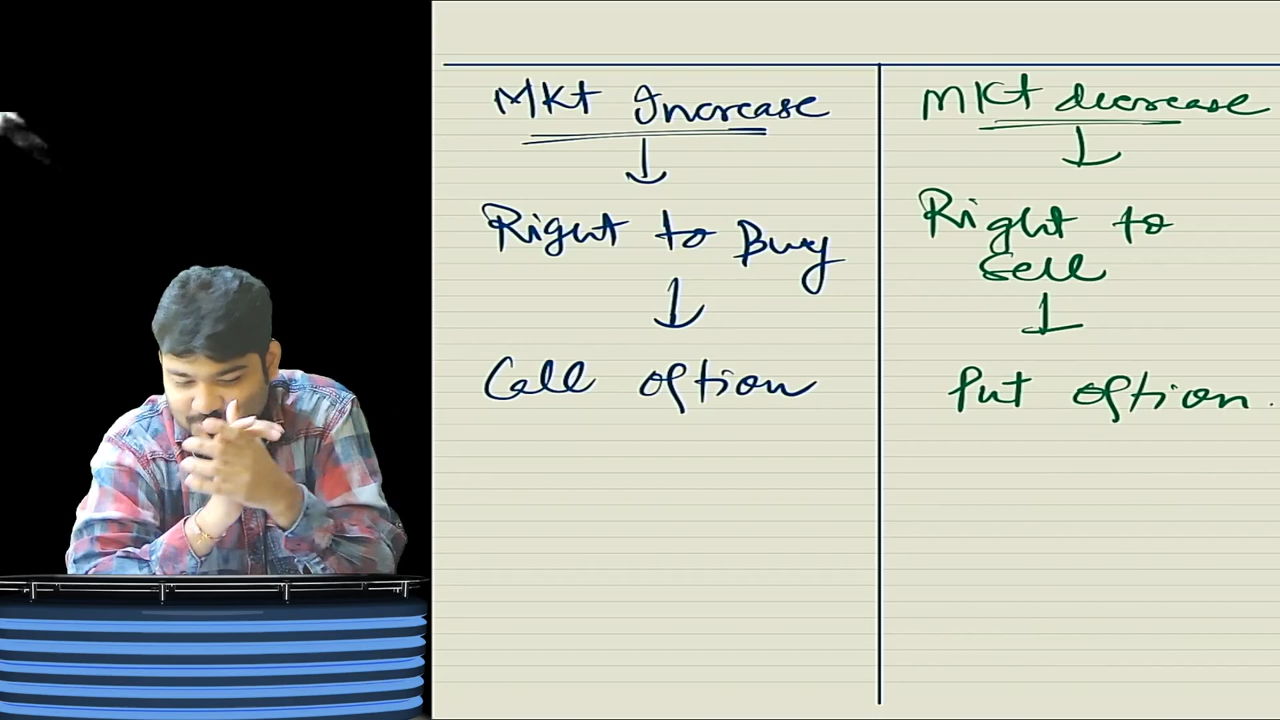 MKt Increase
Right to Buy
Call option
MKt decrease
Right to
Sell
Put option.